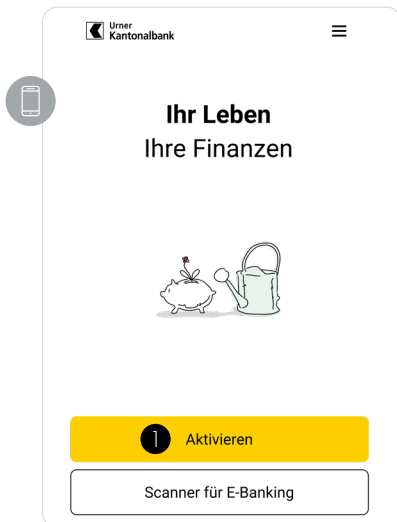 Urner
Kantonalbank
Ihr Leben
Ihre Finanzen
1 Aktivieren
Scanner für E-Banking